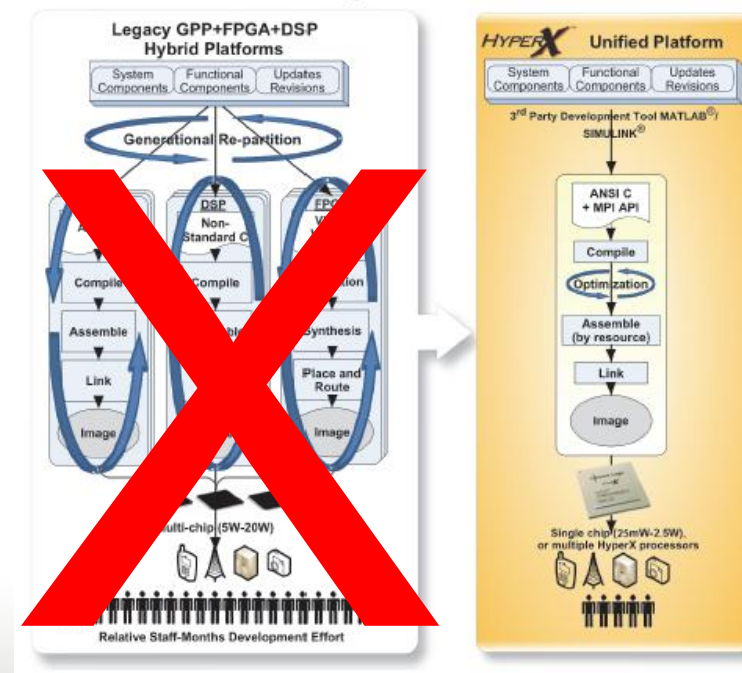 Legacy GPP+FPGA+DSP
Hybrid Platforms
System
Components
Functional
Components
Updates
Revisions
Generational Re-partition
Compile
Assemble
Link
Image
DSP
Non-
Standard C
Compile
Synthesis
Place and
Route
Image
(5W-20W)
Relative Staff-Months Development Effort
HYPERX Unified Platform
System
Components
Functional
Components
Updates
Revisions
3rd Party Development Tool MATLAB®/
SIMULINK®
ANSI C
+ MPI API
Compile
Optimization
Assemble
(by resource)
Link
Image
Single chip (25mW-2.5W),
or multiple HyperX processors